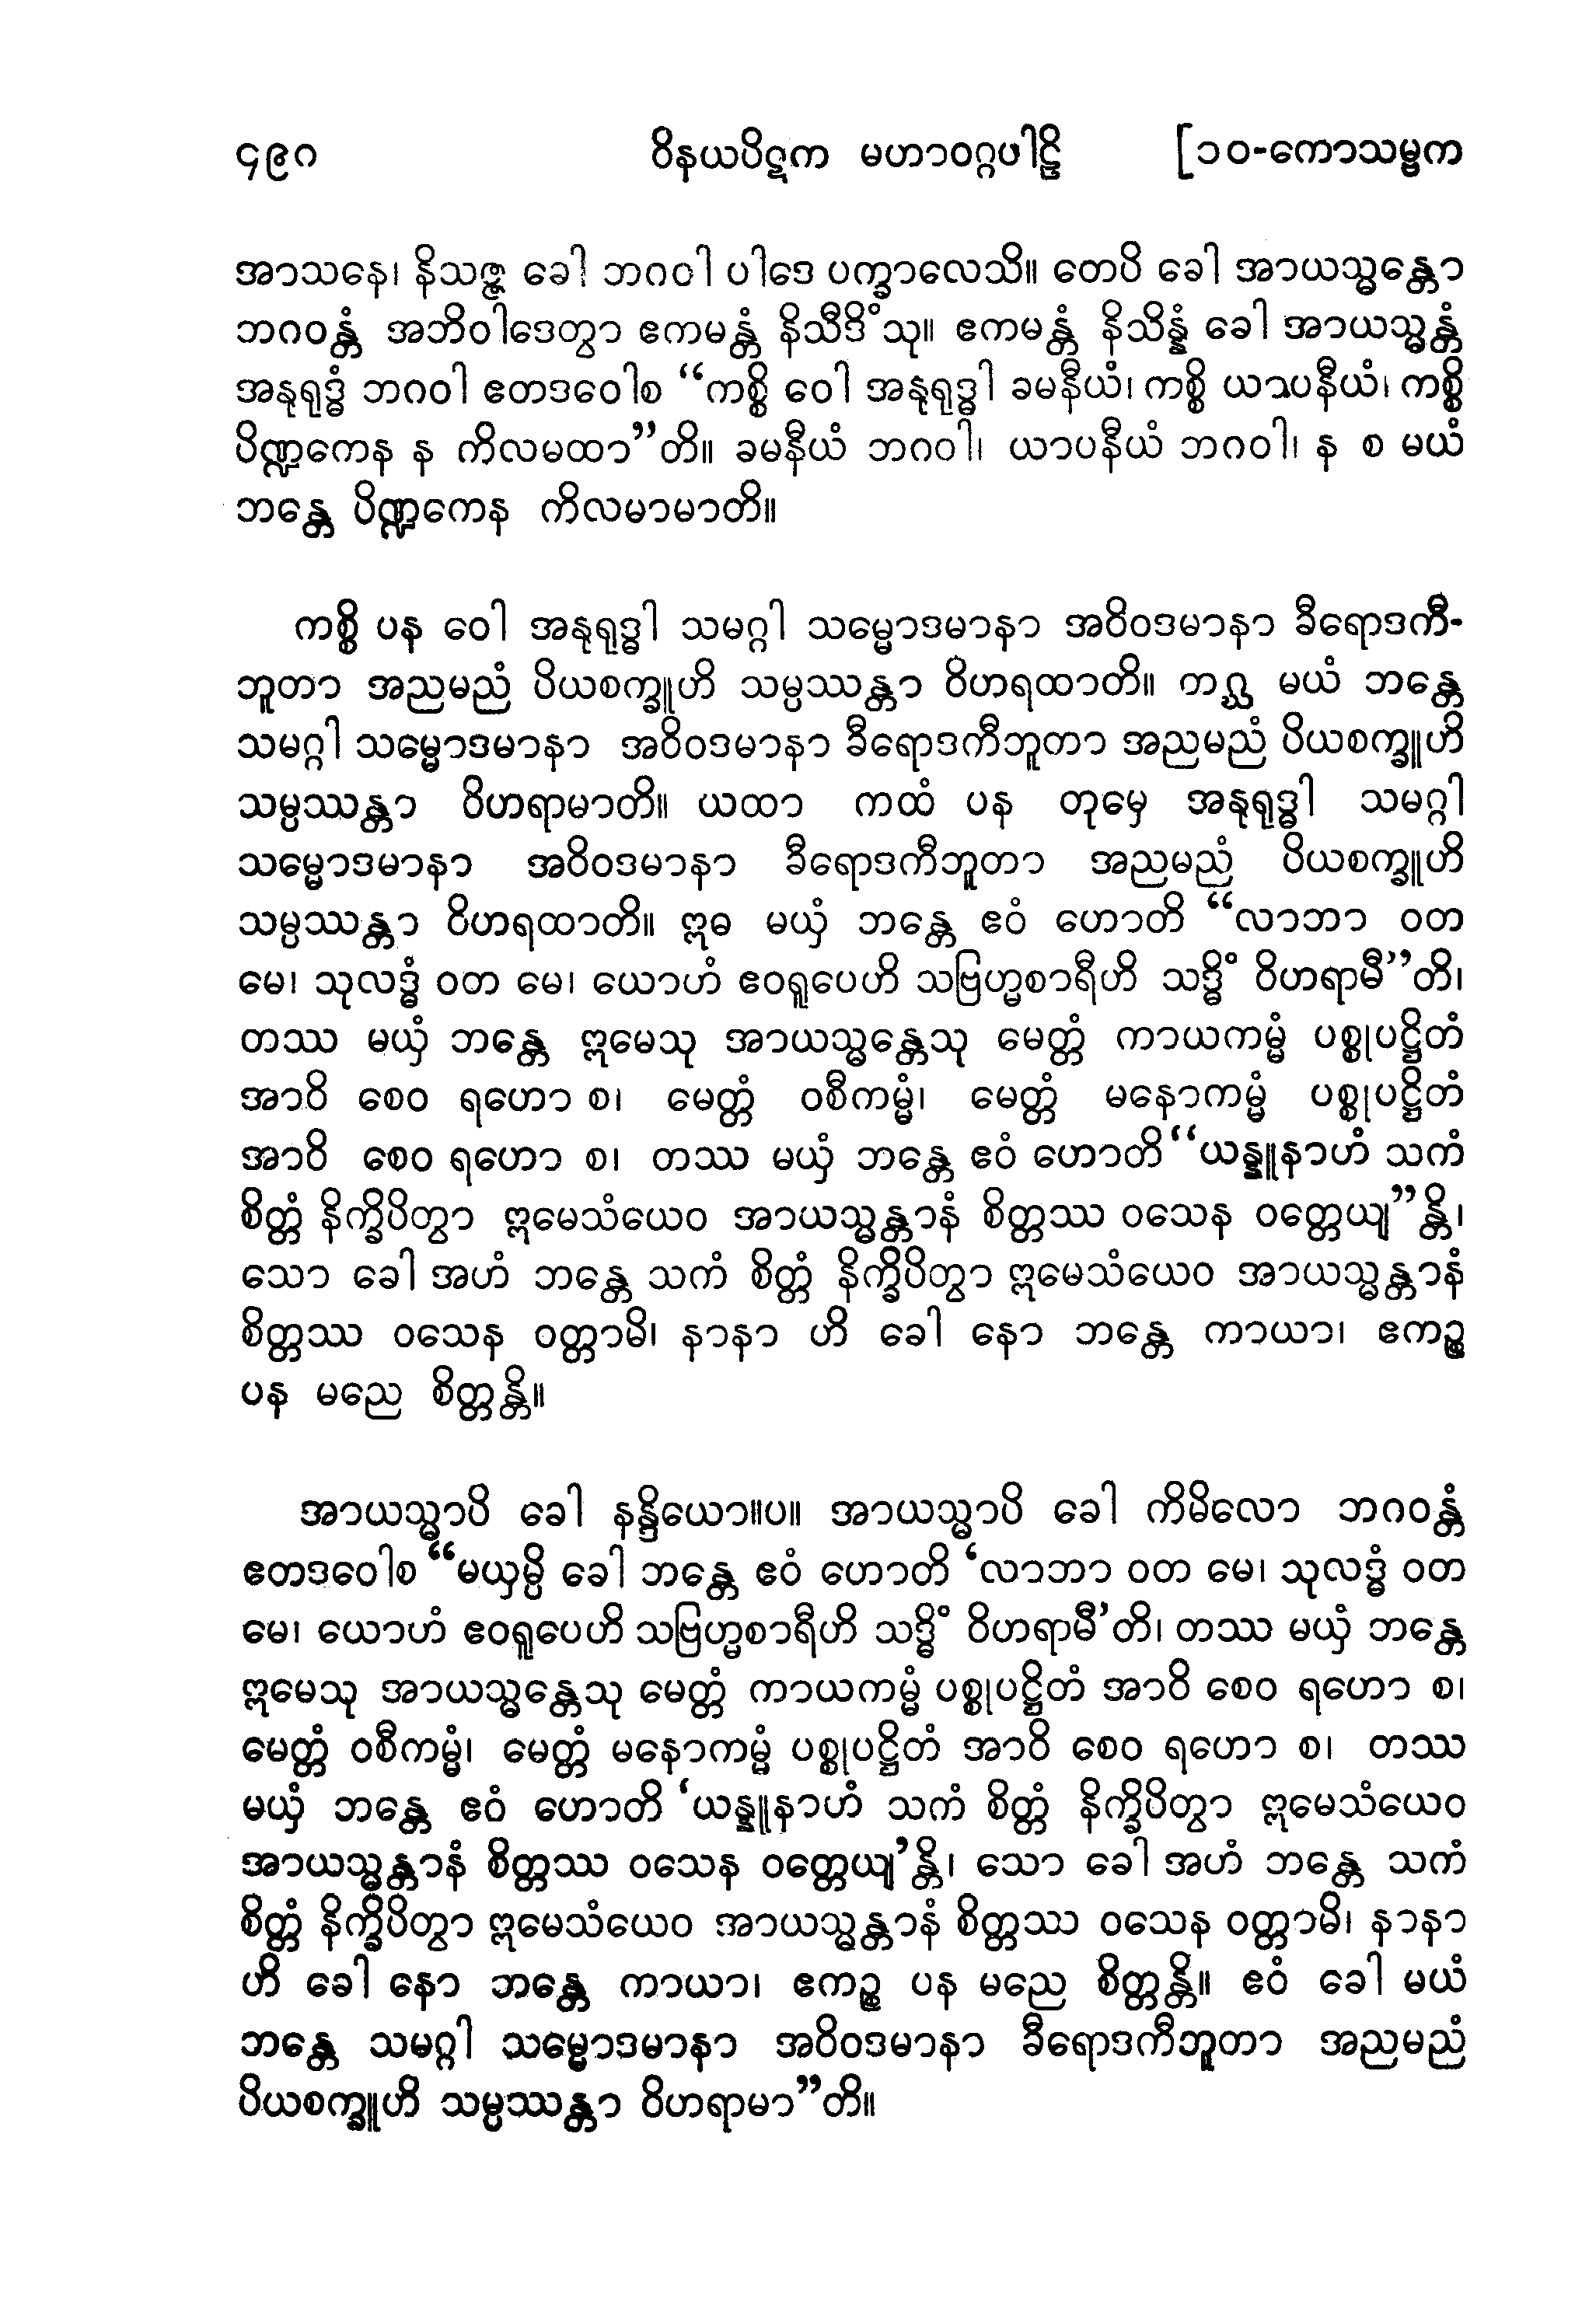 ၄၉၈ ဝိနယပိဋက မဟာဝဂ္ဂပါဠိ [၁၀-ကောသမ္ဗက
အာသနေ၊ နိသဇ္ဇ ခေါ ဘဂဝါ ပါဒေ ပက္ခာလေသိ။ တေပိ ခေါ အာယသ္မန္တော
ဘဂဝန္တံ အဘိဝါဒေတွာ ဧကမန္တံ နိသီဒိံသု။ ဧကမန္တံ နိသိန္နံ ခေါ အာယသ္မန္တံ
အနုရုဒ္ဓံ ဘဂဝါ ဧတဒဝေါစ “ကစ္စိ ဝေါ အနုရုဒ္ဓါ ခမနီယံ၊ ကစ္စိ ယာပနီယံ၊ ကစ္စိ
ပိဏ္ဍကေန န ကိလမထာ”တိ။ ခမနီယံ ဘဂဝါ၊ ယာပနီယံ ဘဂဝါ၊ န စ မယံ
ဘန္တေ ပိဏ္ဍကေန ကိလမာမာတိ။
ကစ္စိ ပန ဝေါ အနုရုဒ္ဓါ သမဂ္ဂါ သမ္မောဒမာနာ အဝိဝဒမာနာ ခီရောဒကီ-
ဘူတာ အညမညံ ပိယစက္ခူဟိ သမ္ပဿန္တာ ဝိဟရထာတိ။ တဂ္ဃ မယံ ဘန္တေ
သမဂ္ဂါ သမ္မောဒမာနာ အဝိဝဒမာနာ ခီရောဒကီဘူတာ အညမညံ ပိယစက္ခူဟိ
သမ္ပဿန္တာ ဝိဟရာမာတိ။ ယထာ ကထံ ပန တုမှေ အနုရုဒ္ဓါ သမဂ္ဂါ
သမ္မောဒမာနာ အဝိဝဒမာနာ ခီရောဒကီဘူတာ အညမညံ ပိယစက္ခူဟိ
သမ္ပဿန္တာ ဝိဟရထာတိ။ ဣဓ မယှံ ဘန္တေ ဧဝံ ဟောတိ “လာဘာ ဝတ
မေ၊ သုလဒ္ဓံ ဝတ မေ၊ ယောဟံ ဧဝရူပေဟိ သဗြဟ္မစာရီဟိ သဒ္ဓိံ ဝိဟရာမီ”တိ၊
တဿ မယှံ ဘန္တေ ဣမေသု အာယသ္မန္တေသု မေတ္တံ ကာယကမ္မံ ပစ္စုပဋ္ဌိတံ
အာဝိ စေဝ ရဟော စ၊ မေတ္တံ ဝစီကမ္မံ၊ မေတ္တံ မနောကမ္မံ ပစ္စုပဋ္ဌိတံ
အာဝိ စေဝ ရဟော စ၊ တဿ မယှံ ဘန္တေ ဧဝံ ဟောတိ “ယန္နူနာဟံ သကံ
စိတ္တံ နိက္ခိပိတွာ ဣမေသံယေဝ အာယသ္မန္တာနံ စိတ္တဿ ဝသေန ဝတ္တေယျ”န္တိ၊
သော ခေါ အဟံ ဘန္တေ သကံ စိတ္တံ နိက္ခိပိတွာ ဣမေသံယေဝ အာယသ္မန္တာနံ
စိတ္တဿ ဝသေန ဝတ္တာမိ၊ နာနာ ဟိ ခေါ နော ဘန္တေ ကာယာ၊ ဧကဉ္စ
ပန မညေ စိတ္တန္တိ။
အာယသ္မာပိ ခေါ နန္ဒိယော။ပ။ အာယသ္မာပိ ခေါ ကိမိလော ဘဂဝန္တံ
ဧတဒဝေါစ “မယှမ္ပိ ခေါ ဘန္တေ ဧဝံ ဟောတိ ‘လာဘာ ဝတ မေ၊ သုလဒ္ဓံ ဝတ
မေ၊ ယောဟံ ဧဝရူပေဟိ သဗြဟ္မစာရီဟိ သဒ္ဓိံ ဝိဟရာမီ’တိ၊ တဿ မယှံ ဘန္တေ
ဣမေသု အာယသ္မန္တေသု မေတ္တံ ကာယကမ္မံ ပစ္စုပဋ္ဌိတံ အာဝိ စေဝ ရဟော စ၊
မေတ္တံ ဝစီကမ္မံ၊ မေတ္တံ မနောကမ္မံ ပစ္စုပဋ္ဌိတံ အာဝိ စေဝ ရဟော စ၊ တဿ
မယှံ ဘန္တေ ဧဝံ ဟောတိ ‘ယန္နူနာဟံ သကံ စိတ္တံ နိက္ခိပိတွာ ဣမေသံယေဝ
အာယသ္မန္တာနံ စိတ္တဿ ဝသေန ဝတ္တေယျ’န္တိ၊ သော ခေါ အဟံ ဘန္တေ သကံ
စိတ္တံ နိက္ခိပိတွာ ဣမေသံယေဝ အာယသ္မန္တာနံ စိတ္တဿ ဝသေန ဝတ္တာမိ၊ နာနာ
ဟိ ခေါ နော ဘန္တေ ကာယာ၊ ဧကဉ္စ ပန မညေ စိတ္တန္တိ။ ဧဝံ ခေါ မယံ
ဘန္တေ သမဂ္ဂါ သမ္မောဒမာနာ အဝိဝဒမာနာ ခီရောဒကီဘူတာ အညမညံ
ပိယစက္ခူဟိ သမ္ပဿန္တာ ဝိဟရာမာ”တိ။